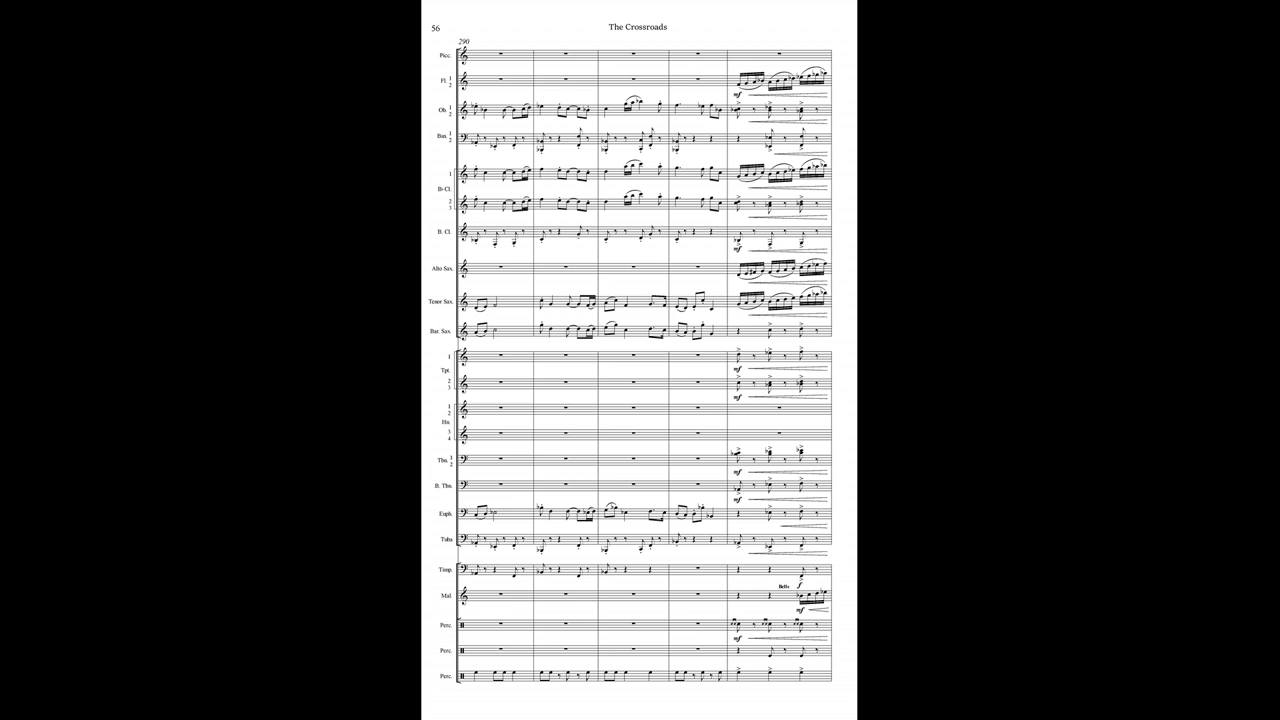 56
The Crossroads
290
Picc.
Fl. 1
2
mf
Ob. 1
2
Bsn. 1
2
1
B♭ Cl.
2
3
B. Cl.
mf
Alto Sax.
Tenor Sax.
Bar. Sax.
1
mf
Tpt.
2
3
mf
1
2
Hn.
3
4
Tbn. 1
2
mf
B. Tbn.
mf
Euph.
Tuba
Timp.
f
Bells
Mal.
mf
Perc.
mf
Perc.
Perc.